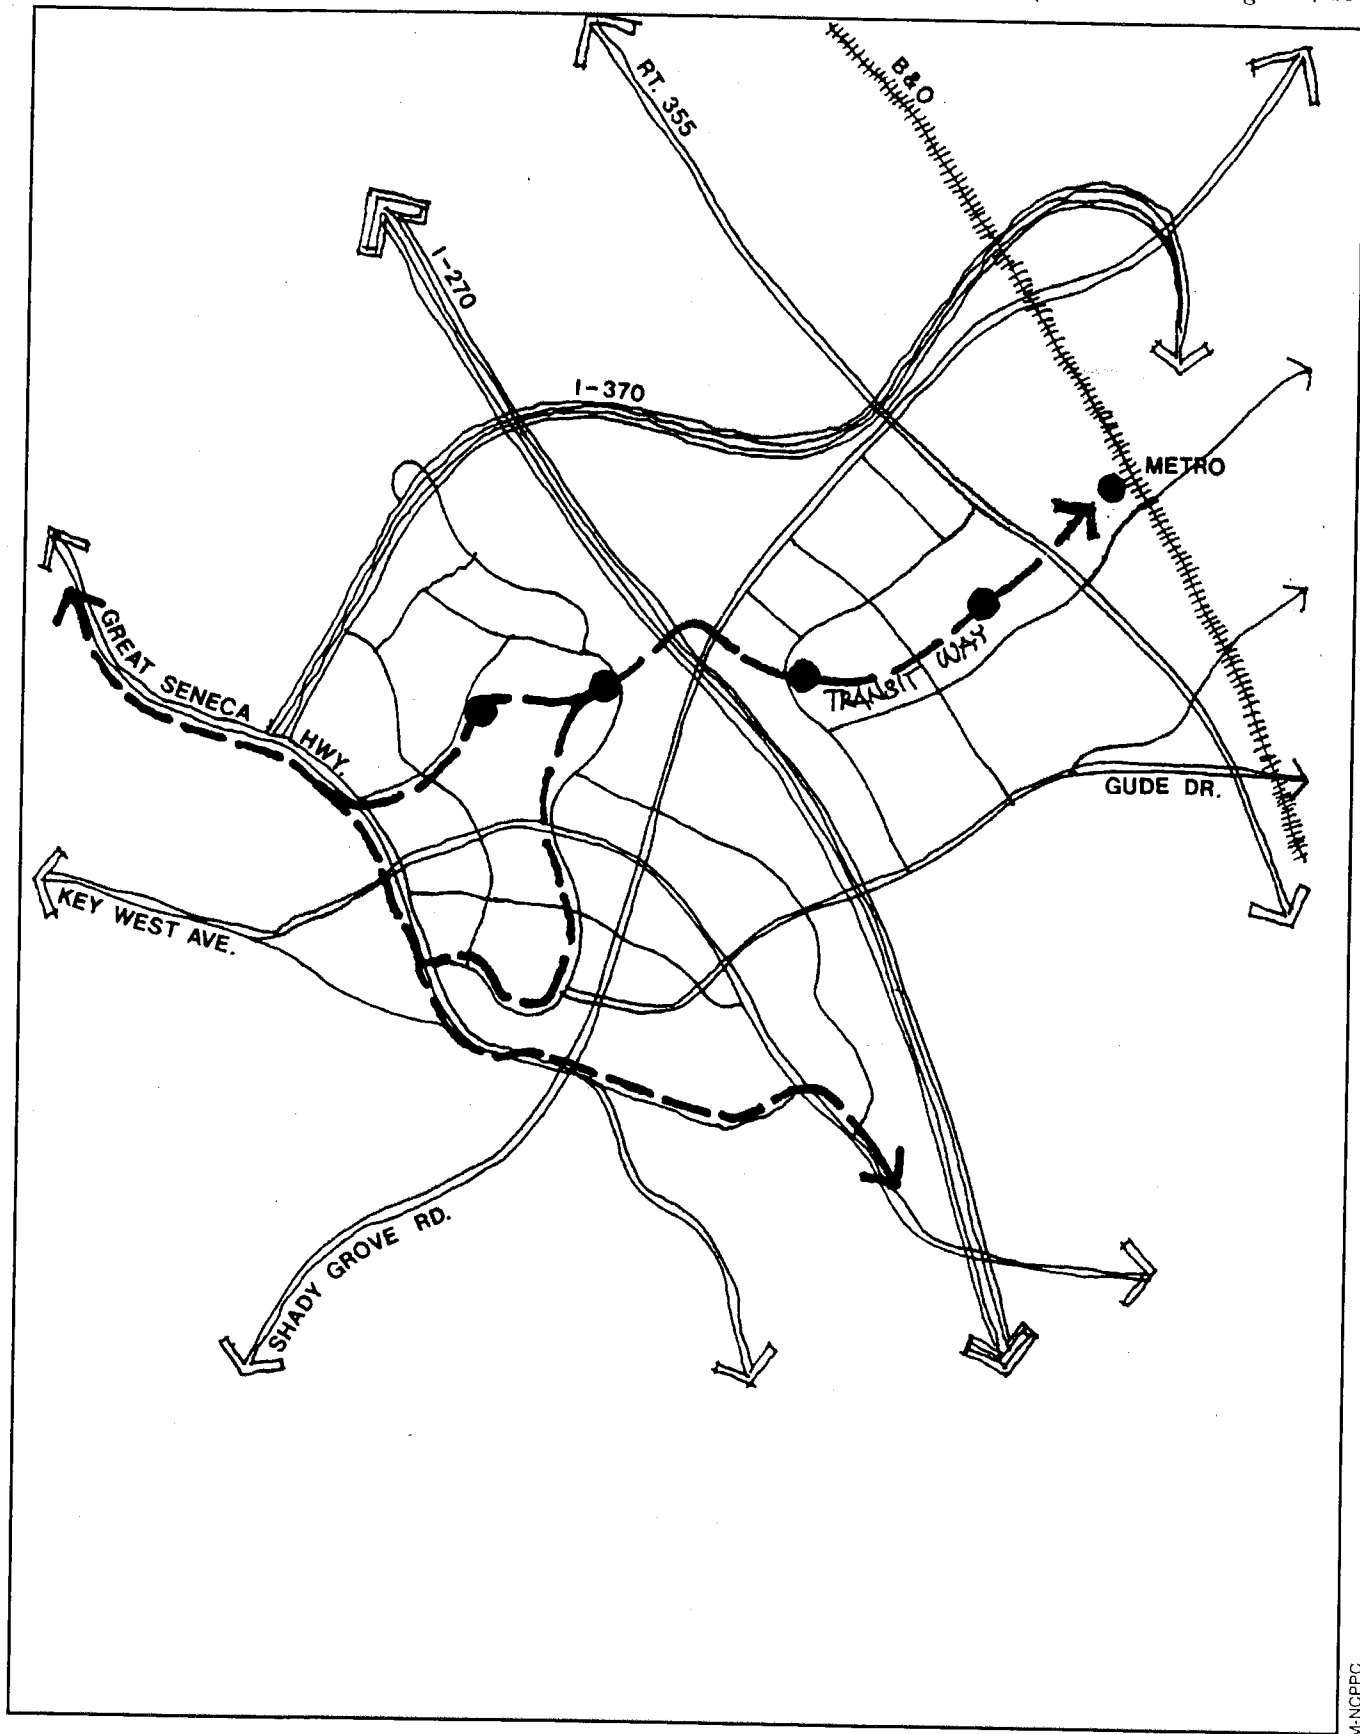 RT. 355
B&O
I-270
I-370
METRO
GREAT SENECA HWY.
TRANSIT WAY
GUDE DR.
KEY WEST AVE.
SHADY GROVE RD.
M-NCPPC